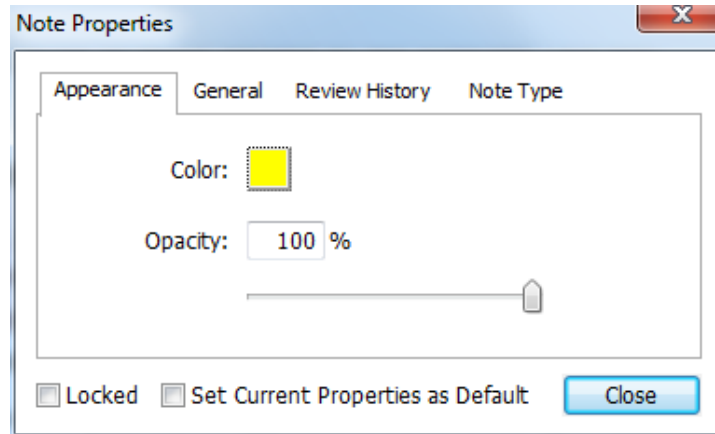 Note Properties
Appearance General Review History Note Type
Color:
Opacity: 100 %
Locked Set Current Properties as Default Close